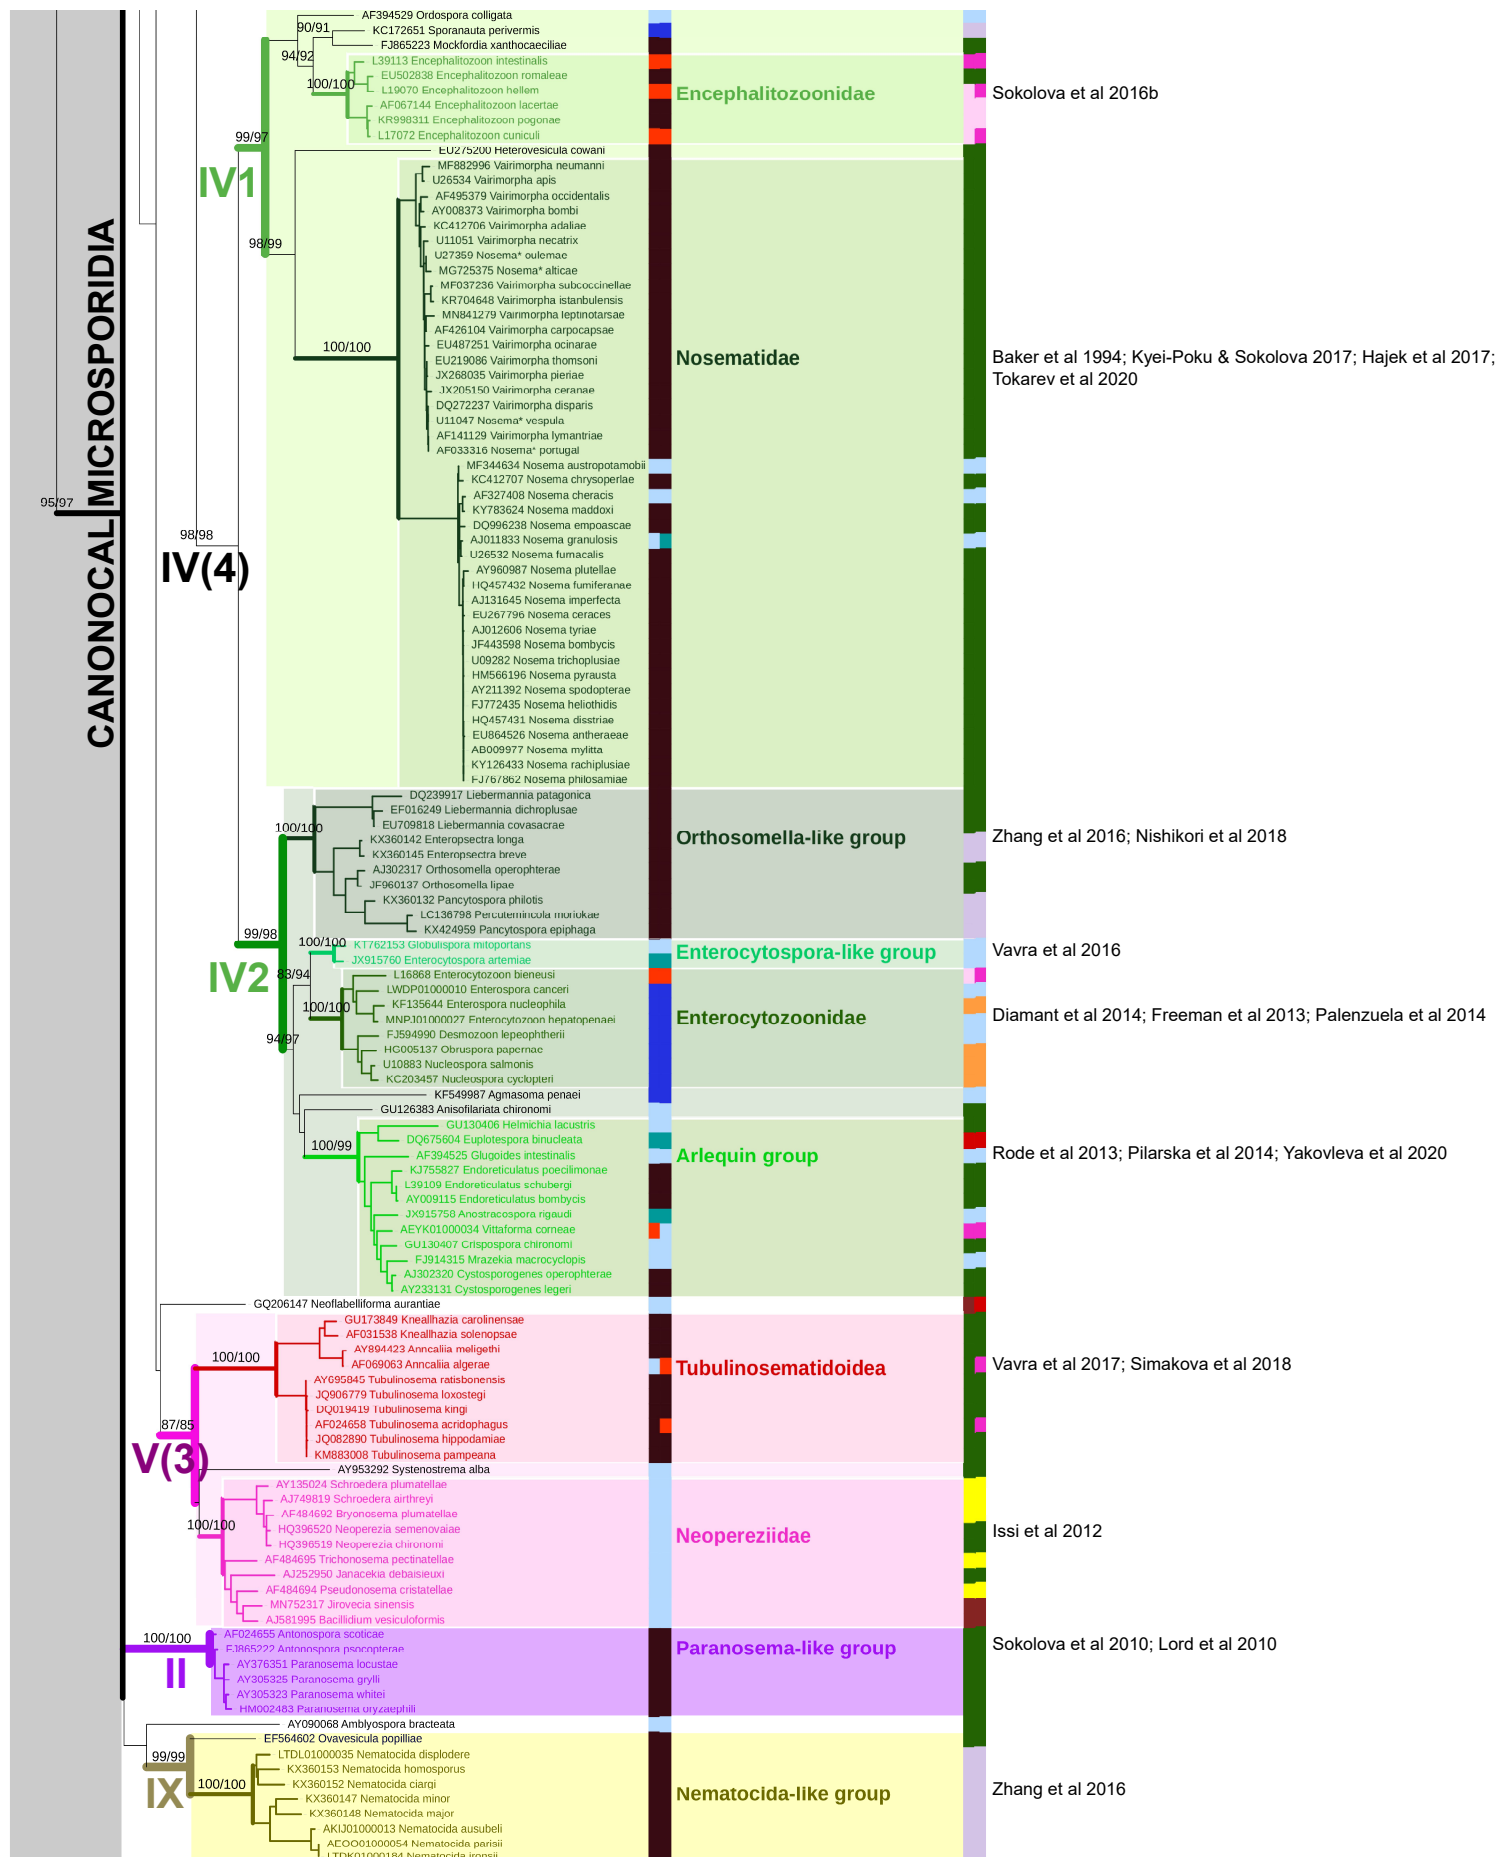 AF394529 Ordospora colligata
90/91
KC172651 Sporanauta perivermis
FJ865223 Mockfordia xanthocaeciliae
94/92
L39113 Encephalitozoon intestinalis
EU502838 Encephalitozoon romaleae
100/100
L19070 Encephalitozoon hellem
Encephalitozoonidae
Sokolova et al 2016b
AF067144 Encephalitozoon lacertae
KR998311 Encephalitozoon pogonae
L17072 Encephalitozoon cuniculi
99/97
EU275200 Heterovesicula cowani
IV1
MF882996 Vairimorpha neumanni
U26534 Vairimorpha apis
AF495379 Vairimorpha occidentalis
AY008373 Vairimorpha bombi
KC412706 Vairimorpha adaliae
98/99
U11051 Vairimorpha necatrix
U27359 Nosema* oulemae
MG725375 Nosema* alticae
MF037236 Vairimorpha subcoccinellae
KR704648 Vairimorpha istanbulensis
MN841279 Vairimorpha leptinotarsae
AF426104 Vairimorpha carpocapsae
100/100
EU487251 Vairimorpha ocinarae
EU219086 Vairimorpha thomsoni
Nosematidae
Baker et al 1994; Kyei-Poku & Sokolova 2017; Hajek et al 2017;
Tokarev et al 2020
JX268035 Vairimorpha pieriae
JX205150 Vairimorpha ceranae
DQ272237 Vairimorpha disparis
U11047 Nosema* vespula
AF141129 Vairimorpha lymantriae
AF033316 Nosema* portugal
MF344634 Nosema austropotamobii
KC412707 Nosema chrysoperlae
AF327408 Nosema cheracis
95/97
CANONOCAL MICROSPORIDIA
KY783624 Nosema maddoxi
DQ996238 Nosema empoascae
98/98
AJ011833 Nosema granulosis
U26532 Nosema furnacalis
IV(4)
AY960987 Nosema plutellae
HQ457432 Nosema fumiferanae
AJ131645 Nosema imperfecta
EU267796 Nosema ceraces
AJ012606 Nosema tyriae
JF443598 Nosema bombycis
U09282 Nosema trichoplusiae
HM566196 Nosema pyrausta
AY211392 Nosema spodopterae
FJ772435 Nosema heliothidis
HQ457431 Nosema disstriae
EU864526 Nosema antheraeae
AB009977 Nosema mylitta
KY126433 Nosema rachiplusiae
FJ767862 Nosema philosamiae
DQ239917 Liebermannia patagonica
EF016249 Liebermannia dichroplusae
EU709818 Liebermannia covasacrae
100/100
KX360142 Enteropsectra longa
Orthosomella-like group
Zhang et al 2016; Nishikori et al 2018
KX360145 Enteropsectra breve
AJ302317 Orthosomella operophterae
JF960137 Orthosomella lipae
KX360132 Pancytospora philotis
LC136798 Percutemincola moriokae
KX424959 Pancytospora epiphaga
99/98
100/100
KT762153 Globulispora mitoportans
Enterocytospora-like group
Vavra et al 2016
JX915760 Enterocytospora artemiae
IV2
83/94
L16868 Enterocytozoon bieneusi
LWDP01000010 Enterospora canceri
100/100
KF135644 Enterospora nucleophila
MNPJ01000027 Enterocytozoon hepatopenaei
Enterocytozoonidae
Diamant et al 2014; Freeman et al 2013; Palenzuela et al 2014
94/97
FJ594990 Desmozoon lepeophtherii
HG005137 Obruspora papernae
U10883 Nucleospora salmonis
KC203457 Nucleospora cyclopteri
KF549987 Agmasoma penaei
GU126383 Anisofilariata chironomi
GU130406 Helmichia lacustris
DQ675604 Euplotespora binucleata
100/99
AF394525 Glugoides intestinalis
Arlequin group
Rode et al 2013; Pilarska et al 2014; Yakovleva et al 2020
KJ755827 Endoreticulatus poecilimonae
L39109 Endoreticulatus schubergi
AY009115 Endoreticulatus bombycis
JX915758 Anostracospora rigaudi
AEYK01000034 Vittaforma corneae
GU130407 Crispospora chironomi
FJ914315 Mrazekia macrocyclopis
AJ302320 Cystosporogenes operophterae
AY233131 Cystosporogenes legeri
GQ206147 Neoflabelliforma aurantiae
GU173849 Kneallhazia carolinensae
AF031538 Kneallhazia solenopsae
100/100
AY894423 Anncaliia meligethi
AF069063 Anncaliia algerae
Tubulinosematidoidea
Vavra et al 2017; Simakova et al 2018
AY695845 Tubulinosema ratisbonensis
JQ906779 Tubulinosema loxostegi
DQ019419 Tubulinosema kingi
87/85
AF024658 Tubulinosema acridophagus
JQ082890 Tubulinosema hippodamiae
KM883008 Tubulinosema pampeana
V(3)
AY953292 Systenostrema alba
AY135024 Schroedera plumatellae
AJ749819 Schroedera airthreyi
AF484692 Bryonosema plumatellae
100/100
HQ396520 Neoperezia semenovaiae
Neopereziidae
Issi et al 2012
HQ396519 Neoperezia chironomi
AF484695 Trichonosema pectinatellae
AJ252950 Janacekia debaisieuxi
AF484694 Pseudonosema cristatellae
MN752317 Jirovecia sinensis
AJ581995 Bacillidium vesiculoformis
100/100
AF024655 Antonospora scoticae
FJ865222 Antonospora psocopterae
Paranosema-like group
Sokolova et al 2010; Lord et al 2010
II
AY376351 Paranosema locustae
AY305325 Paranosema grylli
AY305323 Paranosema whitei
HM002483 Paranosema oryzaephili
AY090068 Amblyospora bracteata
EF564602 Ovavesicula popilliae
99/99
LTDL01000035 Nematocida displodere
KX360153 Nematocida homosporus
100/100
KX360152 Nematocida ciargi
IX
Nematocida-like group
Zhang et al 2016
KX360147 Nematocida minor
KX360148 Nematocida major
AKIJ01000013 Nematocida ausubeli
AEOO01000054 Nematocida parisii
LTDK01000184 Nematocida ironsii